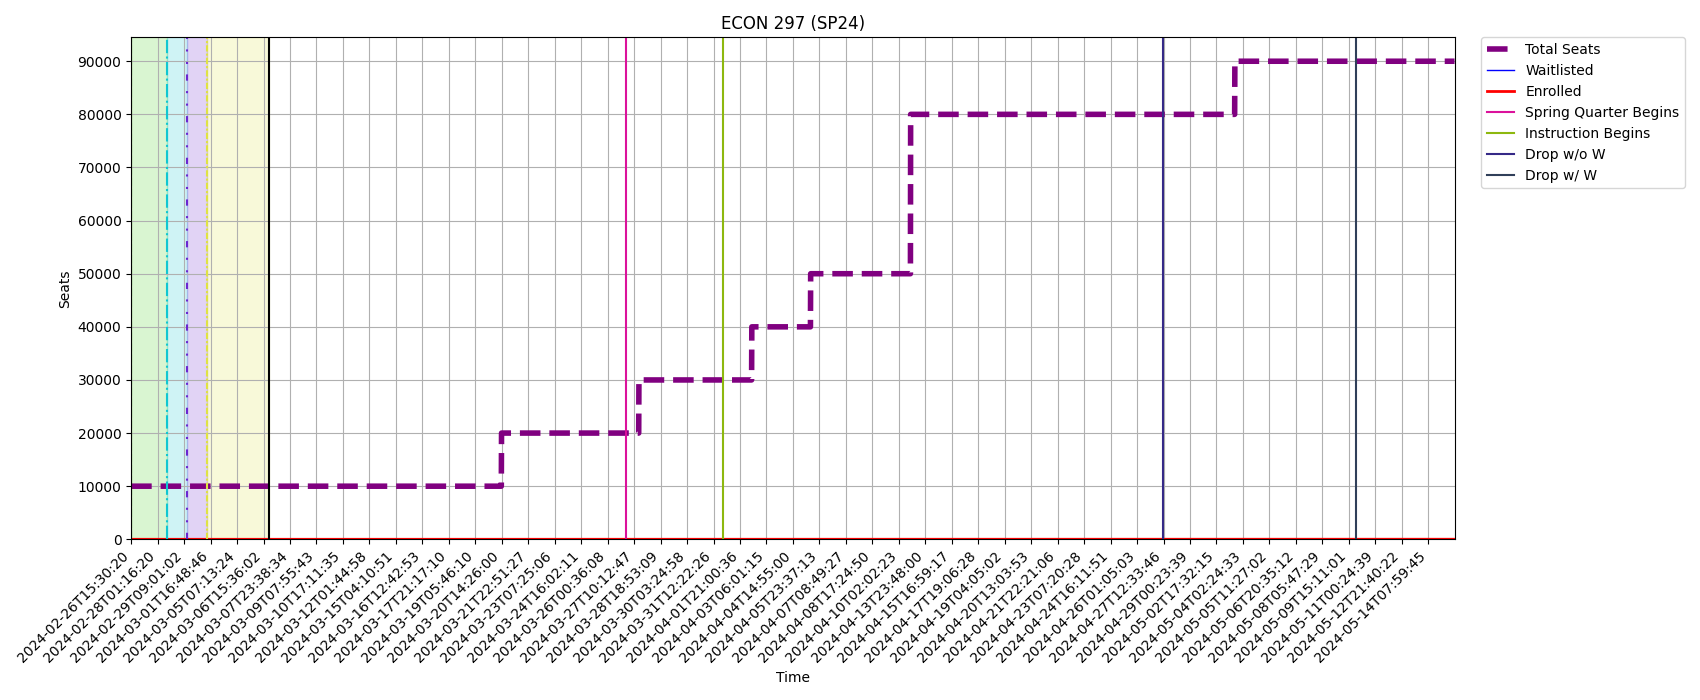 ECON 297 (SP24)
Seats
90000
80000
70000
60000
50000
40000
30000
20000
10000
0
2024-02-26T15:30:20
2024-02-28T01:16:20
2024-02-29T09:01:02
2024-03-01T16:48:46
2024-03-05T07:13:24
2024-03-06T15:36:02
2024-03-07T23:38:34
2024-03-09T07:55:43
2024-03-10T17:11:35
2024-03-12T01:44:58
2024-03-15T04:10:51
2024-03-16T12:42:53
2024-03-17T21:17:10
2024-03-19T05:46:10
2024-03-20T14:26:00
2024-03-21T22:51:27
2024-03-23T07:25:06
2024-03-24T16:02:11
2024-03-26T00:36:08
2024-03-27T10:12:47
2024-03-28T18:53:09
2024-03-30T03:24:58
2024-03-31T12:22:26
2024-04-01T21:00:36
2024-04-03T06:01:15
2024-04-04T14:55:00
2024-04-05T23:37:13
2024-04-07T08:49:27
2024-04-08T17:24:50
2024-04-10T02:02:23
2024-04-13T23:48:00
2024-04-15T16:59:17
2024-04-17T19:06:28
2024-04-19T04:05:02
2024-04-20T13:03:53
2024-04-21T22:21:06
2024-04-23T07:20:28
2024-04-24T16:11:51
2024-04-26T01:05:03
2024-04-27T12:33:46
2024-04-29T00:23:39
2024-05-02T17:32:15
2024-05-04T02:24:33
2024-05-05T11:27:02
2024-05-06T20:35:12
2024-05-08T05:47:29
2024-05-09T15:11:01
2024-05-11T00:24:39
2024-05-12T21:40:22
2024-05-14T07:59:45
Time
Total Seats
Waitlisted
Enrolled
Spring Quarter Begins
Instruction Begins
Drop w/o W
Drop w/ W